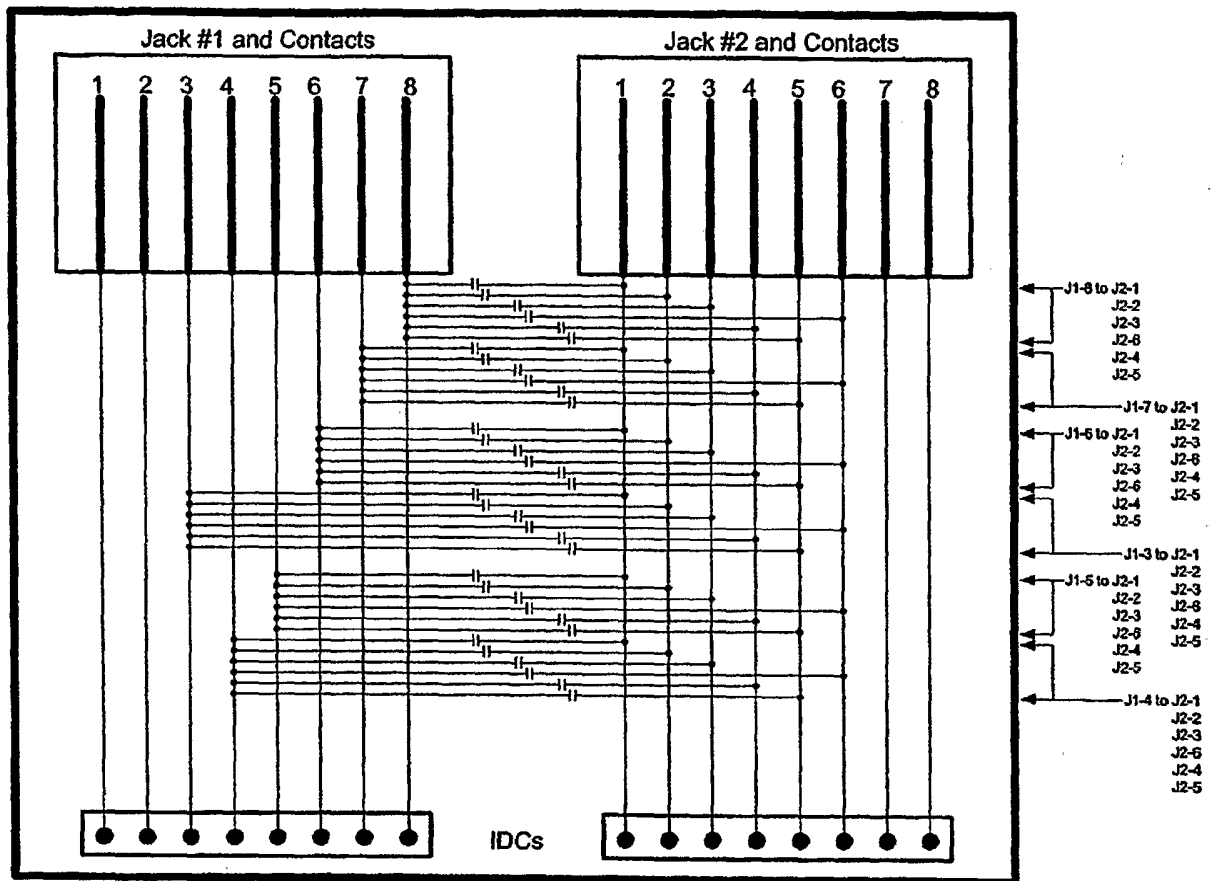 Jack #1 and Contacts
1 2 3 4 5 6 7 8
Jack #2 and Contacts
1 2 3 4 5 6 7 8
J1-8 to J2-1
J2-2
J2-3
J2-6
J2-4
J2-5
J1-7 to J2-1
J2-2
J2-3
J2-6
J2-4
J2-5
J1-6 to J2-1
J2-2
J2-3
J2-6
J2-4
J2-5
J1-3 to J2-1
J2-2
J2-3
J2-6
J2-4
J2-5
J1-5 to J2-1
J2-2
J2-3
J2-6
J2-4
J2-5
J1-4 to J2-1
J2-2
J2-3
J2-6
J2-4
J2-5
IDCs